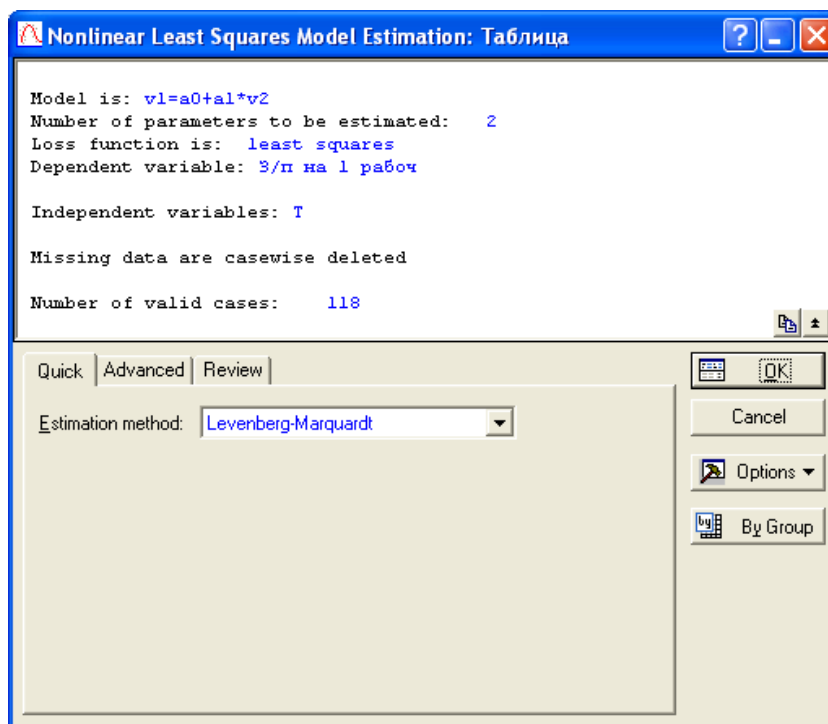 Nonlinear Least Squares Model Estimation: Таблица
Model is: v1=a0+a1*v2
Number of parameters to be estimated: 2
Loss function is: least squares
Dependent variable: З/п на 1 рабоч
Independent variables: T
Missing data are casewise deleted
Number of valid cases: 118
Quick Advanced Review
OK
Estimation method: Levenberg-Marquardt
Cancel
Options
By Group